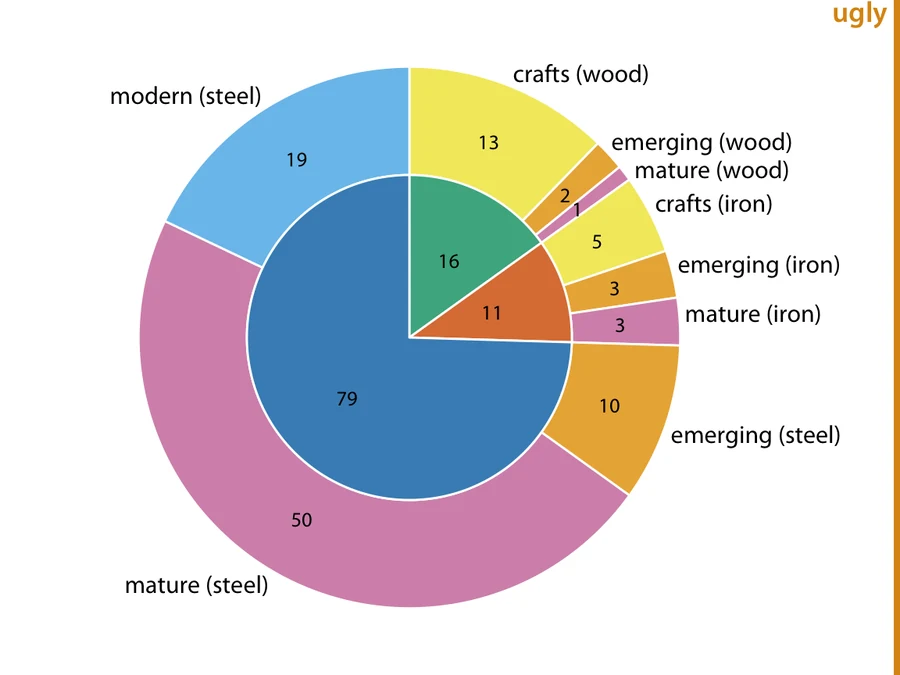 ugly
crafts (wood)
modern (steel)
emerging (wood)
13
19
mature (wood)
2
crafts (iron)
1
5
16
emerging (iron)
3
11
mature (iron)
3
79
10
emerging (steel)
50
mature (steel)